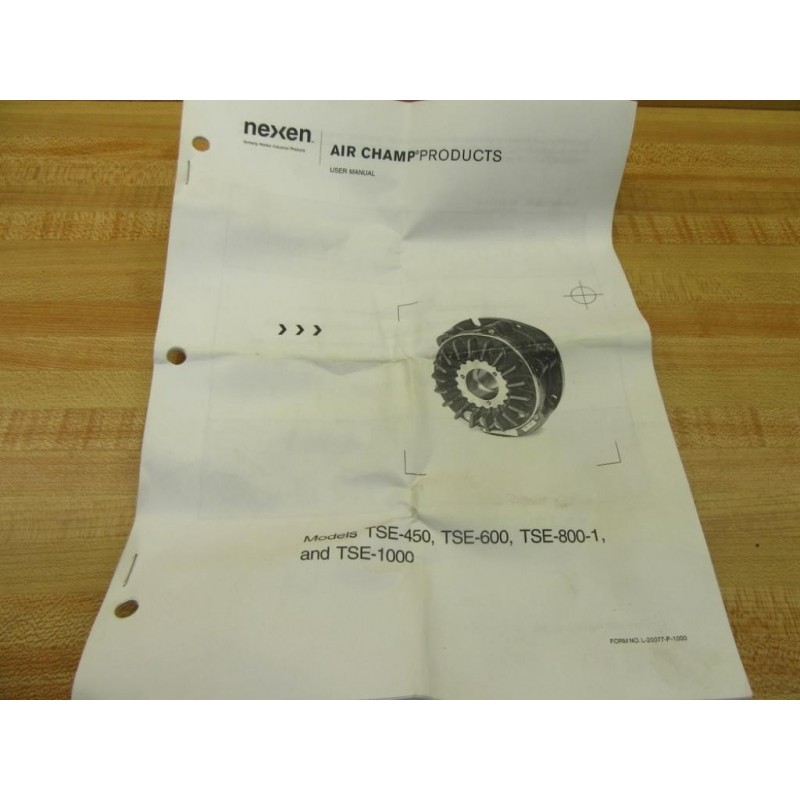 nexen™
formerly Horton Industrial Products
AIR CHAMP® PRODUCTS
USER MANUAL
Models TSE-450, TSE-600, TSE-800-1,
and TSE-1000
FORM NO. L-20077-P-1000